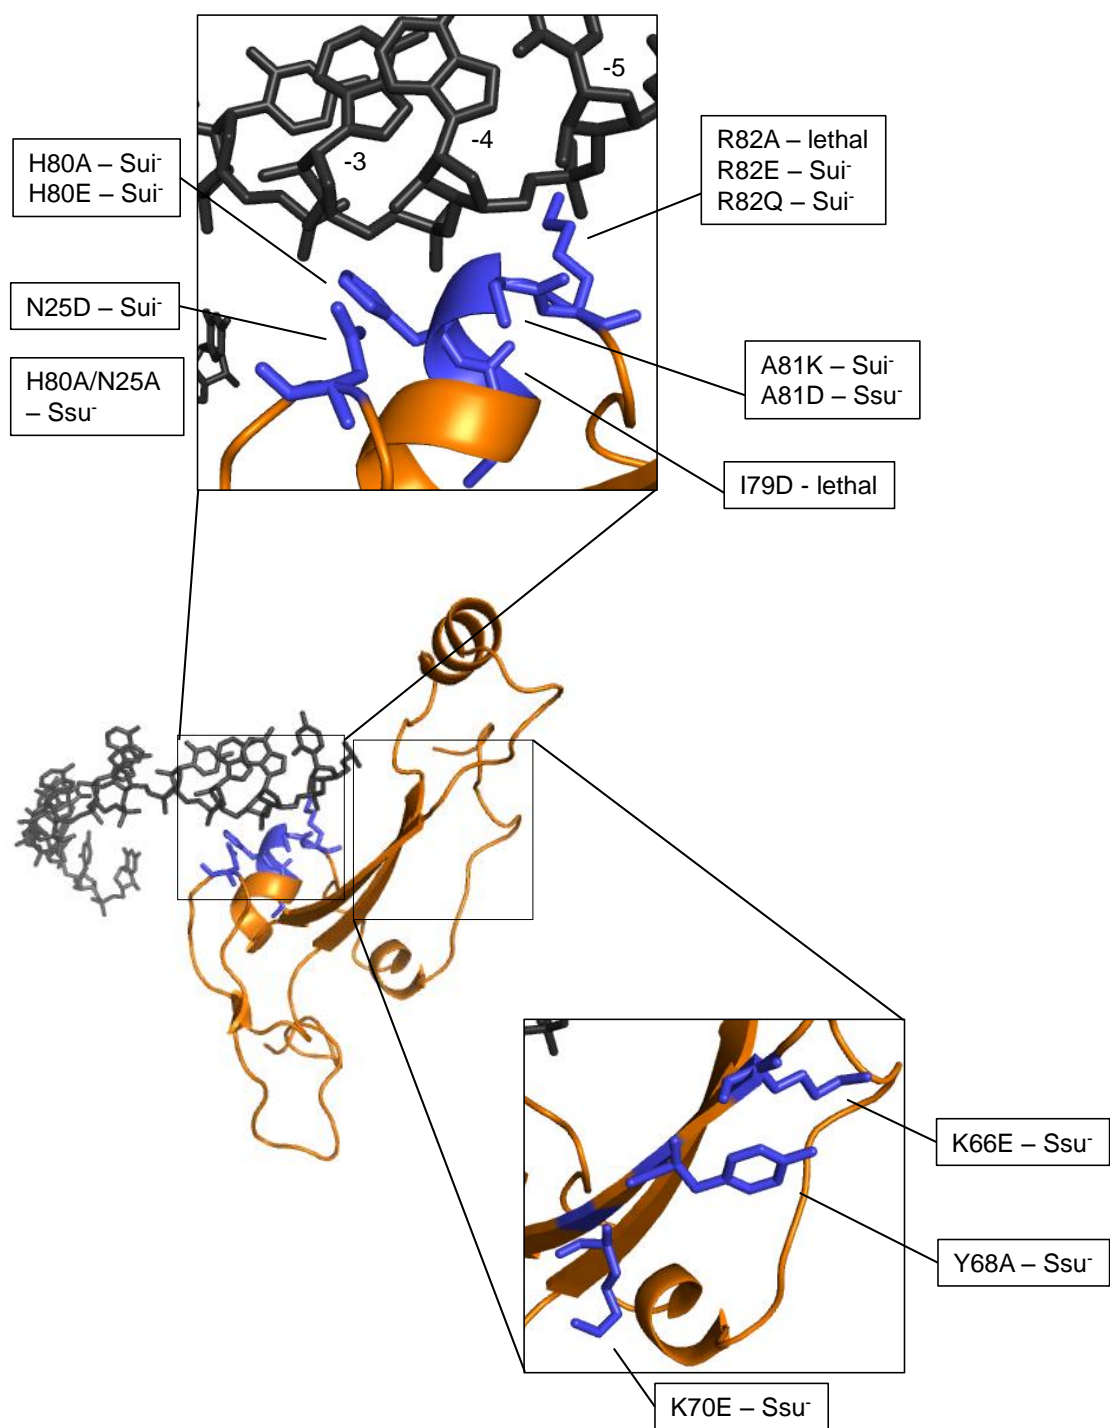 -5
-4
-3
H80A – Sui⁻
H80E – Sui⁻
N25D – Sui⁻
H80A/N25A
– Ssu⁻
R82A – lethal
R82E – Sui⁻
R82Q – Sui⁻
A81K – Sui⁻
A81D – Ssu⁻
I79D - lethal
K66E – Ssu⁻
Y68A – Ssu⁻
K70E – Ssu⁻